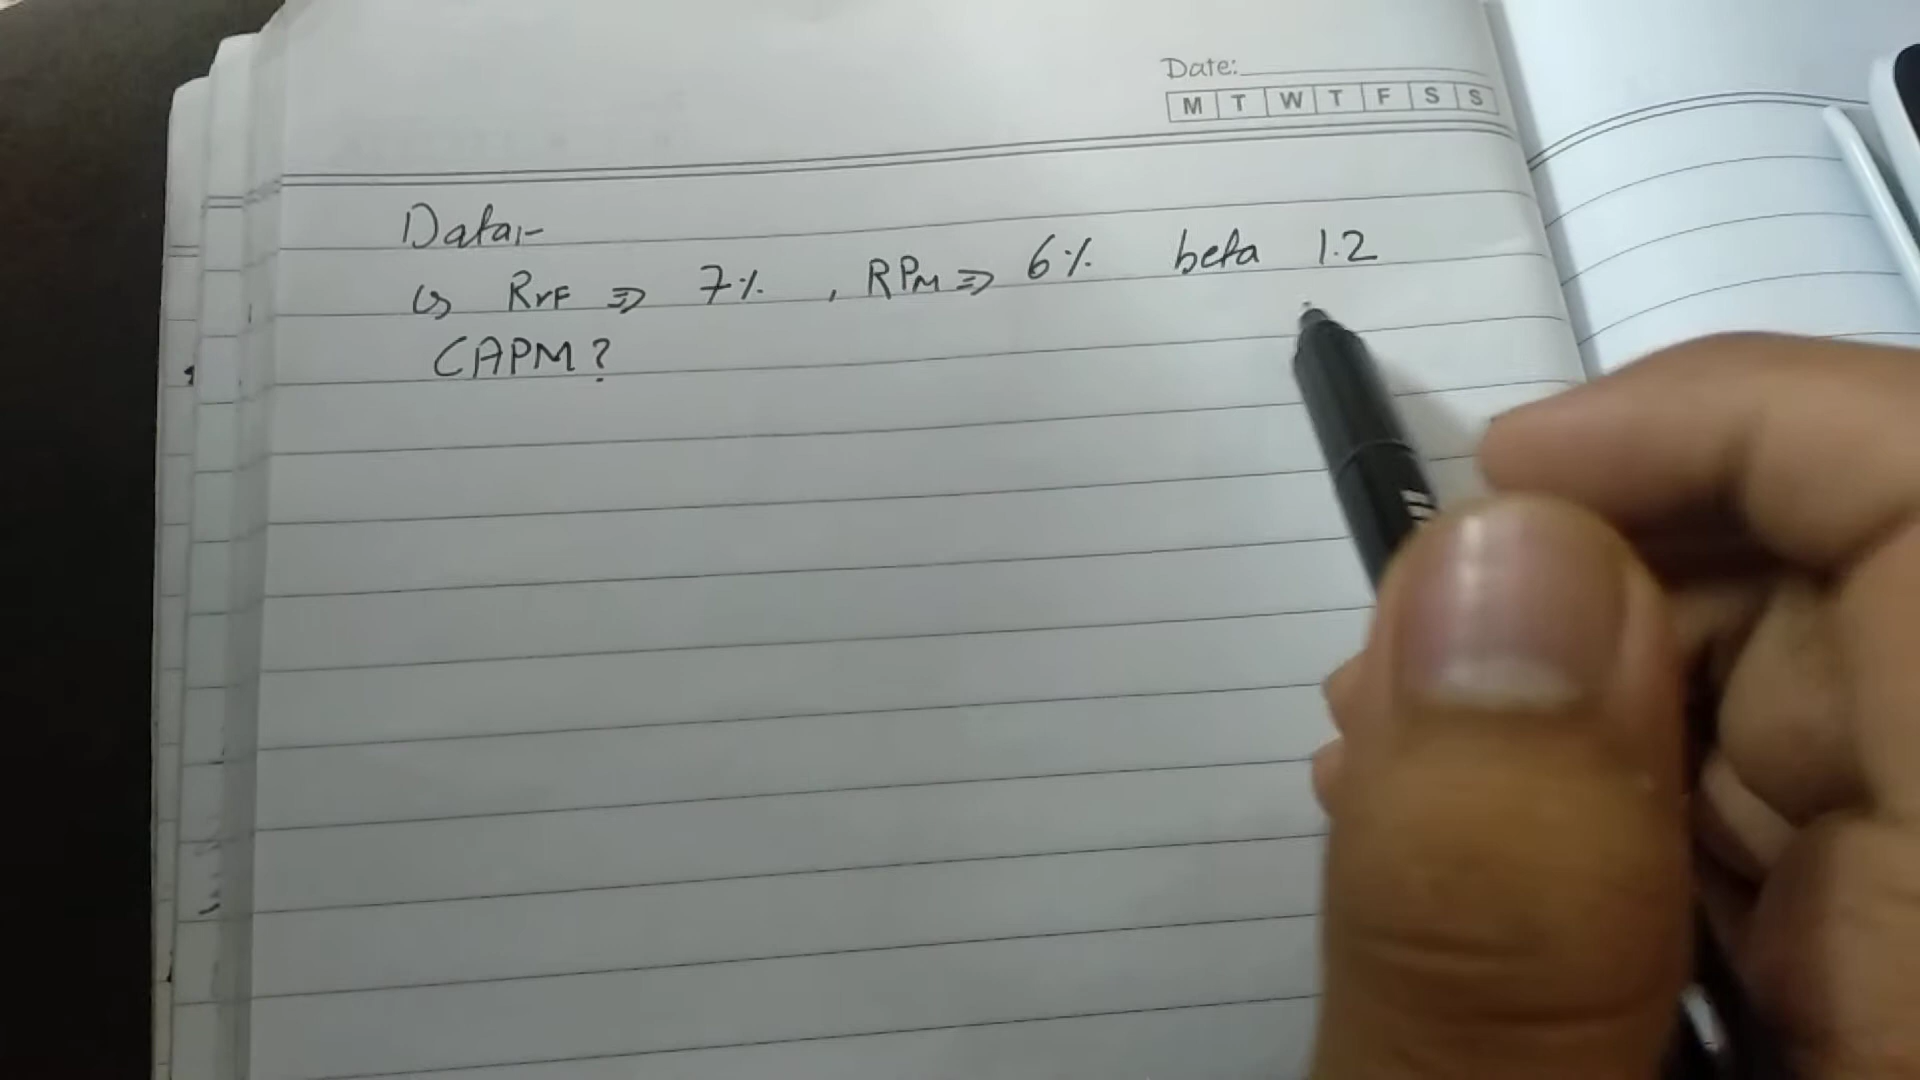 Date:
M T W T F S S
Data:-
↳ RrF ⇒ 7% , RPM ⇒ 6% beta 1.2
CAPM?